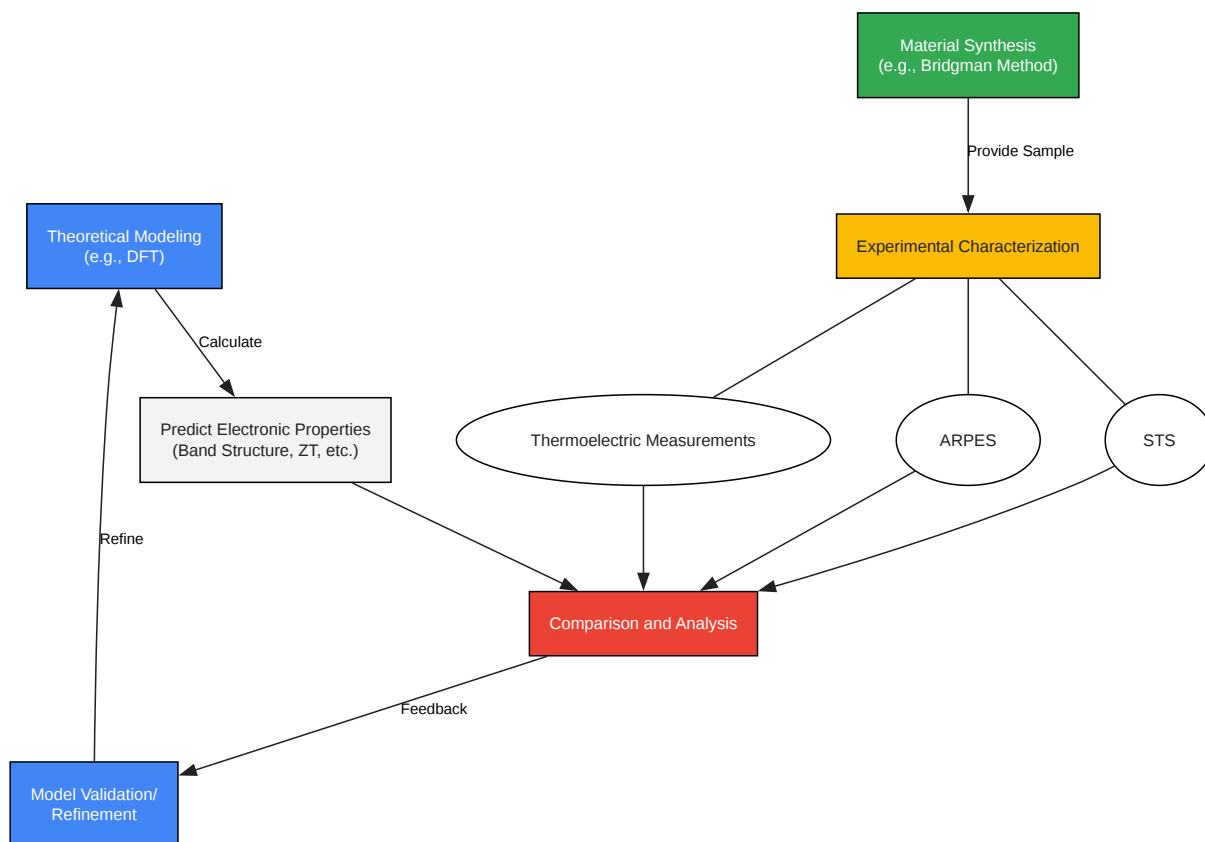 Material Synthesis
(e.g., Bridgman Method)
Provide Sample
Theoretical Modeling
(e.g., DFT)
Experimental Characterization
Calculate
Predict Electronic Properties
(Band Structure, ZT, etc.)
Thermoelectric Measurements
ARPES
STS
Refine
Comparison and Analysis
Feedback
Model Validation/
Refinement